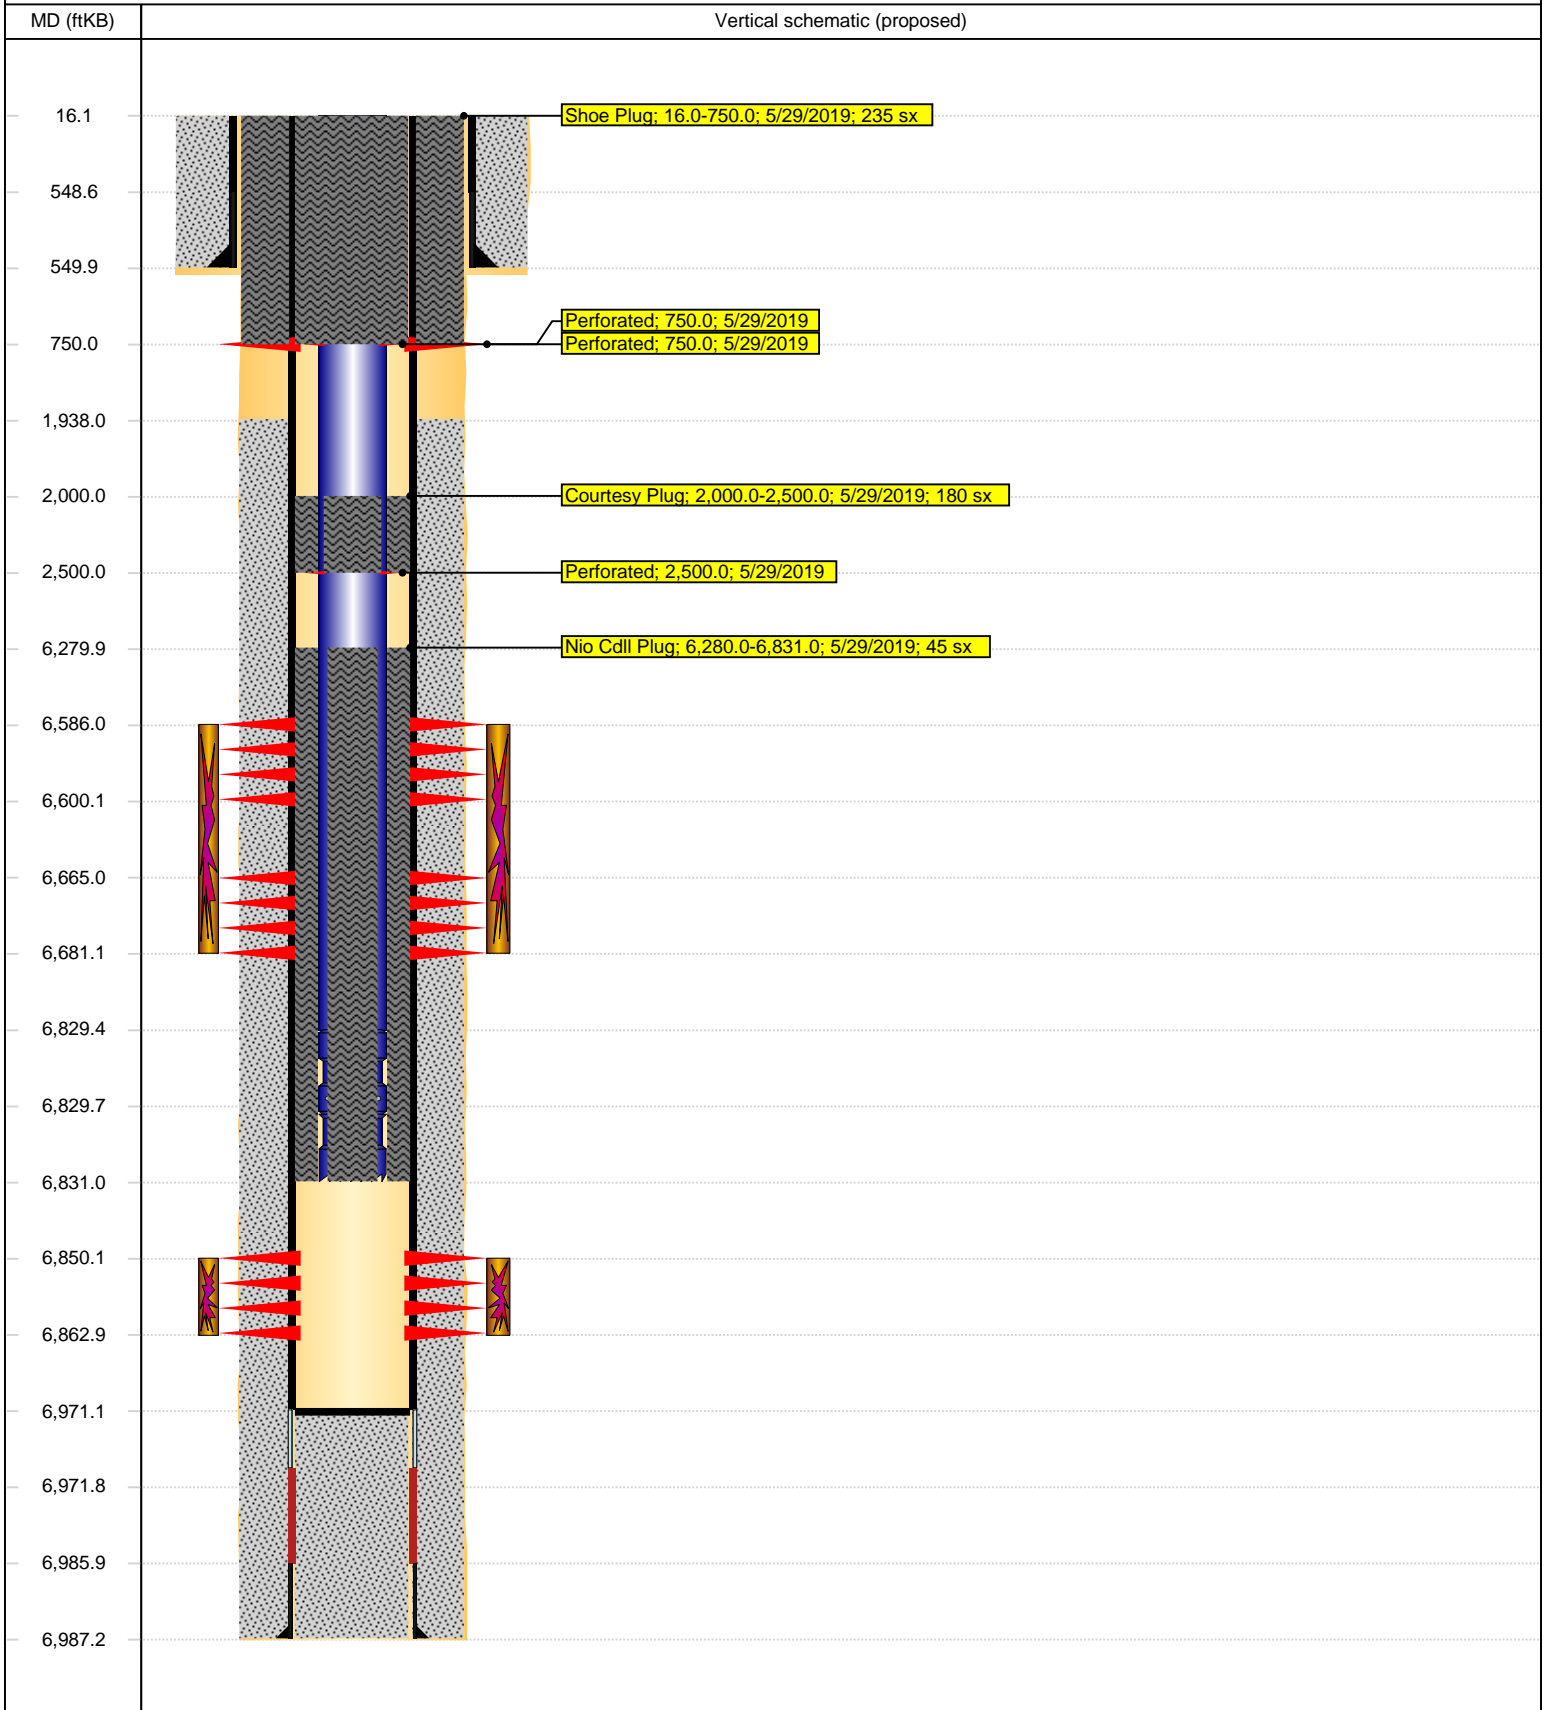 MD (ftKB)
Vertical schematic (proposed)
16.1
Shoe Plug; 16.0-750.0; 5/29/2019; 235 sx
548.6
549.9
Perforated; 750.0; 5/29/2019
750.0
Perforated; 750.0; 5/29/2019
1,938.0
2,000.0
Courtesy Plug; 2,000.0-2,500.0; 5/29/2019; 180 sx
2,500.0
Perforated; 2,500.0; 5/29/2019
6,279.9
Nio Cdll Plug; 6,280.0-6,831.0; 5/29/2019; 45 sx
6,586.0
6,600.1
6,665.0
6,681.1
6,829.4
6,829.7
6,831.0
6,850.1
6,862.9
6,971.1
6,971.8
6,985.9
6,987.2